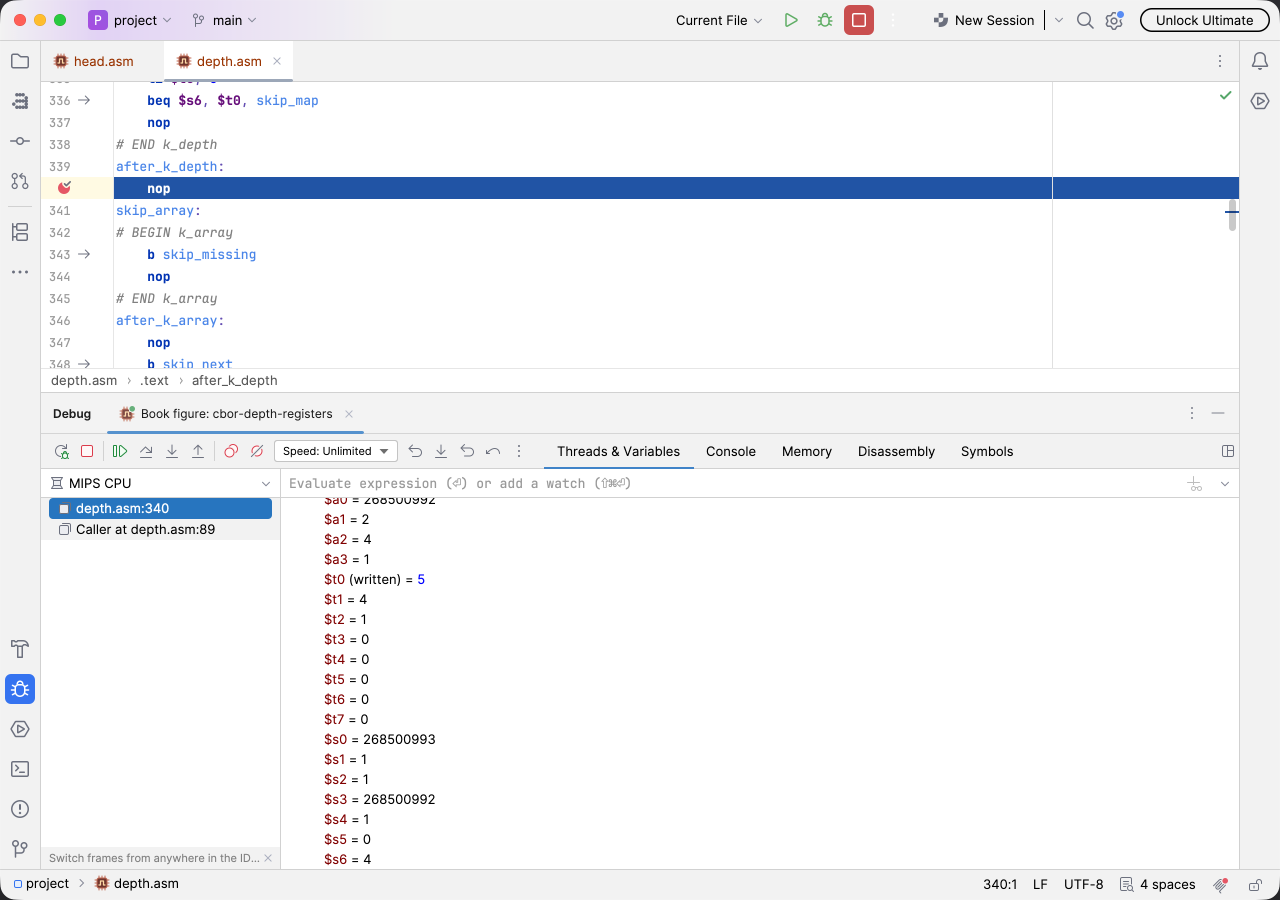 P project main Current File New Session Unlock Ultimate
head.asm depth.asm
336 beq $s6, $t0, skip_map
337 nop
338 # END k_depth
339 after_k_depth:
nop
341 skip_array:
342 # BEGIN k_array
343 b skip_missing
344 nop
345 # END k_array
346 after_k_array:
347 nop
348 b skip_next
depth.asm › .text › after_k_depth
Debug Book figure: cbor-depth-registers
Speed: Unlimited Threads & Variables Console Memory Disassembly Symbols
MIPS CPU Evaluate expression (⏎) or add a watch (⇧⌘⏎)
depth.asm:340
Caller at depth.asm:89
$a0 = 268500992
$a1 = 2
$a2 = 4
$a3 = 1
$t0 (written) = 5
$t1 = 4
$t2 = 1
$t3 = 0
$t4 = 0
$t5 = 0
$t6 = 0
$t7 = 0
$s0 = 268500993
$s1 = 1
$s2 = 1
$s3 = 268500992
$s4 = 1
$s5 = 0
$s6 = 4
Switch frames from anywhere in the ID...
project › depth.asm 340:1 LF UTF-8 4 spaces